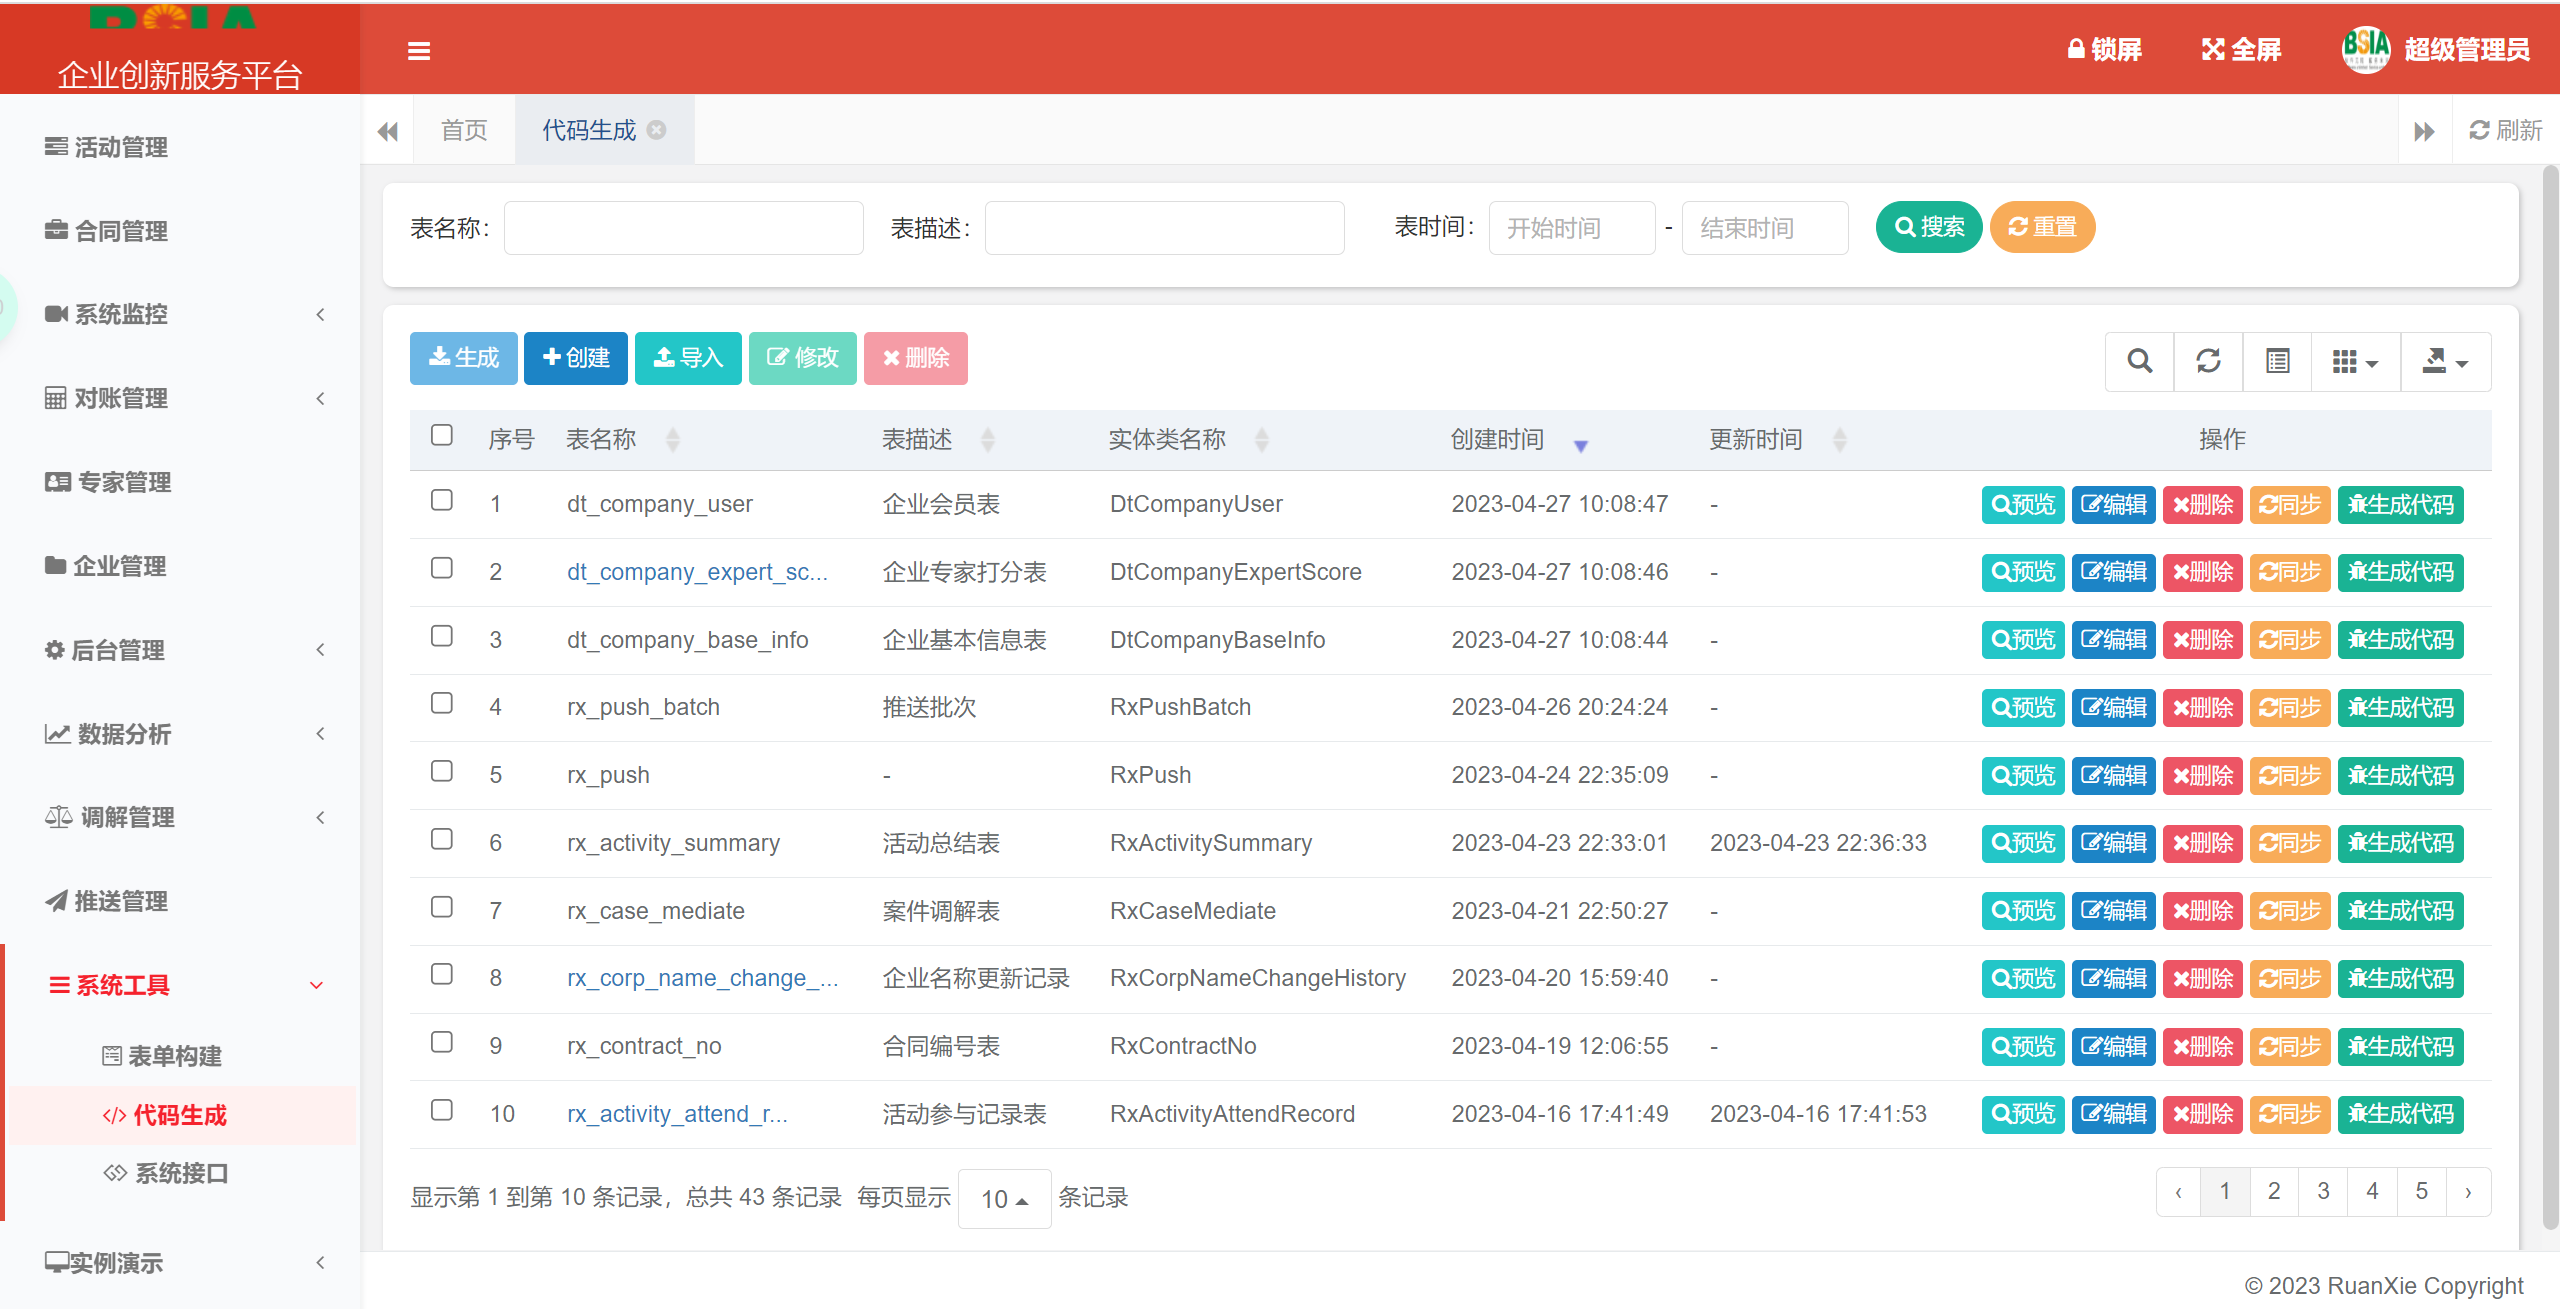 企业创新服务平台
锁屏
全屏
BSIA
超级管理员
首页
代码生成
刷新
活动管理
合同管理
系统监控
对账管理
专家管理
企业管理
后台管理
数据分析
调解管理
推送管理
系统工具
表单构建
代码生成
系统接口
实例演示
表名称：
表描述：
表时间： 开始时间 - 结束时间
搜索
重置
生成 创建 导入 修改 删除
序号 表名称 表描述 实体类名称 创建时间 更新时间 操作
1 dt_company_user 企业会员表 DtCompanyUser 2023-04-27 10:08:47 - 预览 编辑 删除 同步 生成代码
2 dt_company_expert_sc... 企业专家打分表 DtCompanyExpertScore 2023-04-27 10:08:46 - 预览 编辑 删除 同步 生成代码
3 dt_company_base_info 企业基本信息表 DtCompanyBaseInfo 2023-04-27 10:08:44 - 预览 编辑 删除 同步 生成代码
4 rx_push_batch 推送批次 RxPushBatch 2023-04-26 20:24:24 - 预览 编辑 删除 同步 生成代码
5 rx_push - RxPush 2023-04-24 22:35:09 - 预览 编辑 删除 同步 生成代码
6 rx_activity_summary 活动总结表 RxActivitySummary 2023-04-23 22:33:01 2023-04-23 22:36:33 预览 编辑 删除 同步 生成代码
7 rx_case_mediate 案件调解表 RxCaseMediate 2023-04-21 22:50:27 - 预览 编辑 删除 同步 生成代码
8 rx_corp_name_change_... 企业名称更新记录 RxCorpNameChangeHistory 2023-04-20 15:59:40 - 预览 编辑 删除 同步 生成代码
9 rx_contract_no 合同编号表 RxContractNo 2023-04-19 12:06:55 - 预览 编辑 删除 同步 生成代码
10 rx_activity_attend_r... 活动参与记录表 RxActivityAttendRecord 2023-04-16 17:41:49 2023-04-16 17:41:53 预览 编辑 删除 同步 生成代码
显示第 1 到第 10 条记录，总共 43 条记录 每页显示 10 条记录
‹ 1 2 3 4 5 ›
© 2023 RuanXie Copyright